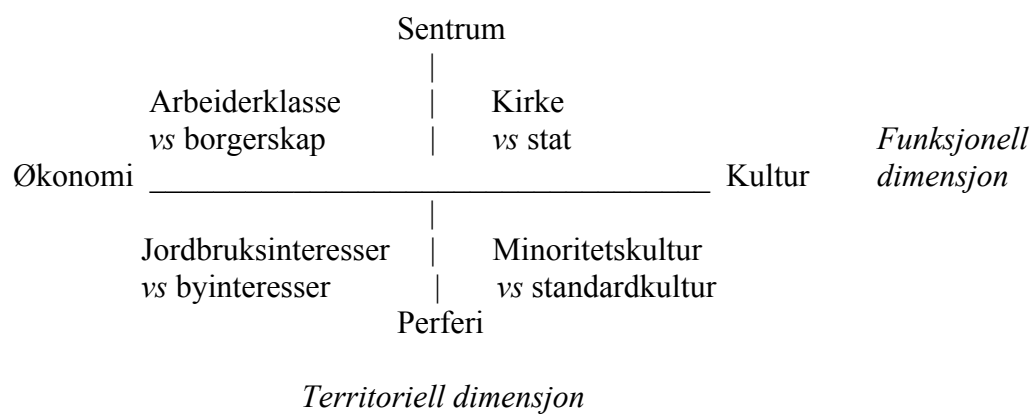 Sentrum
Arbeiderklasse | Kirke
vs borgerskap | vs stat Funksjonell
Økonomi Kultur dimensjon
Jordbruksinteresser | Minoritetskultur
vs byinteresser | vs standardkultur
Perferi
Territoriell dimensjon